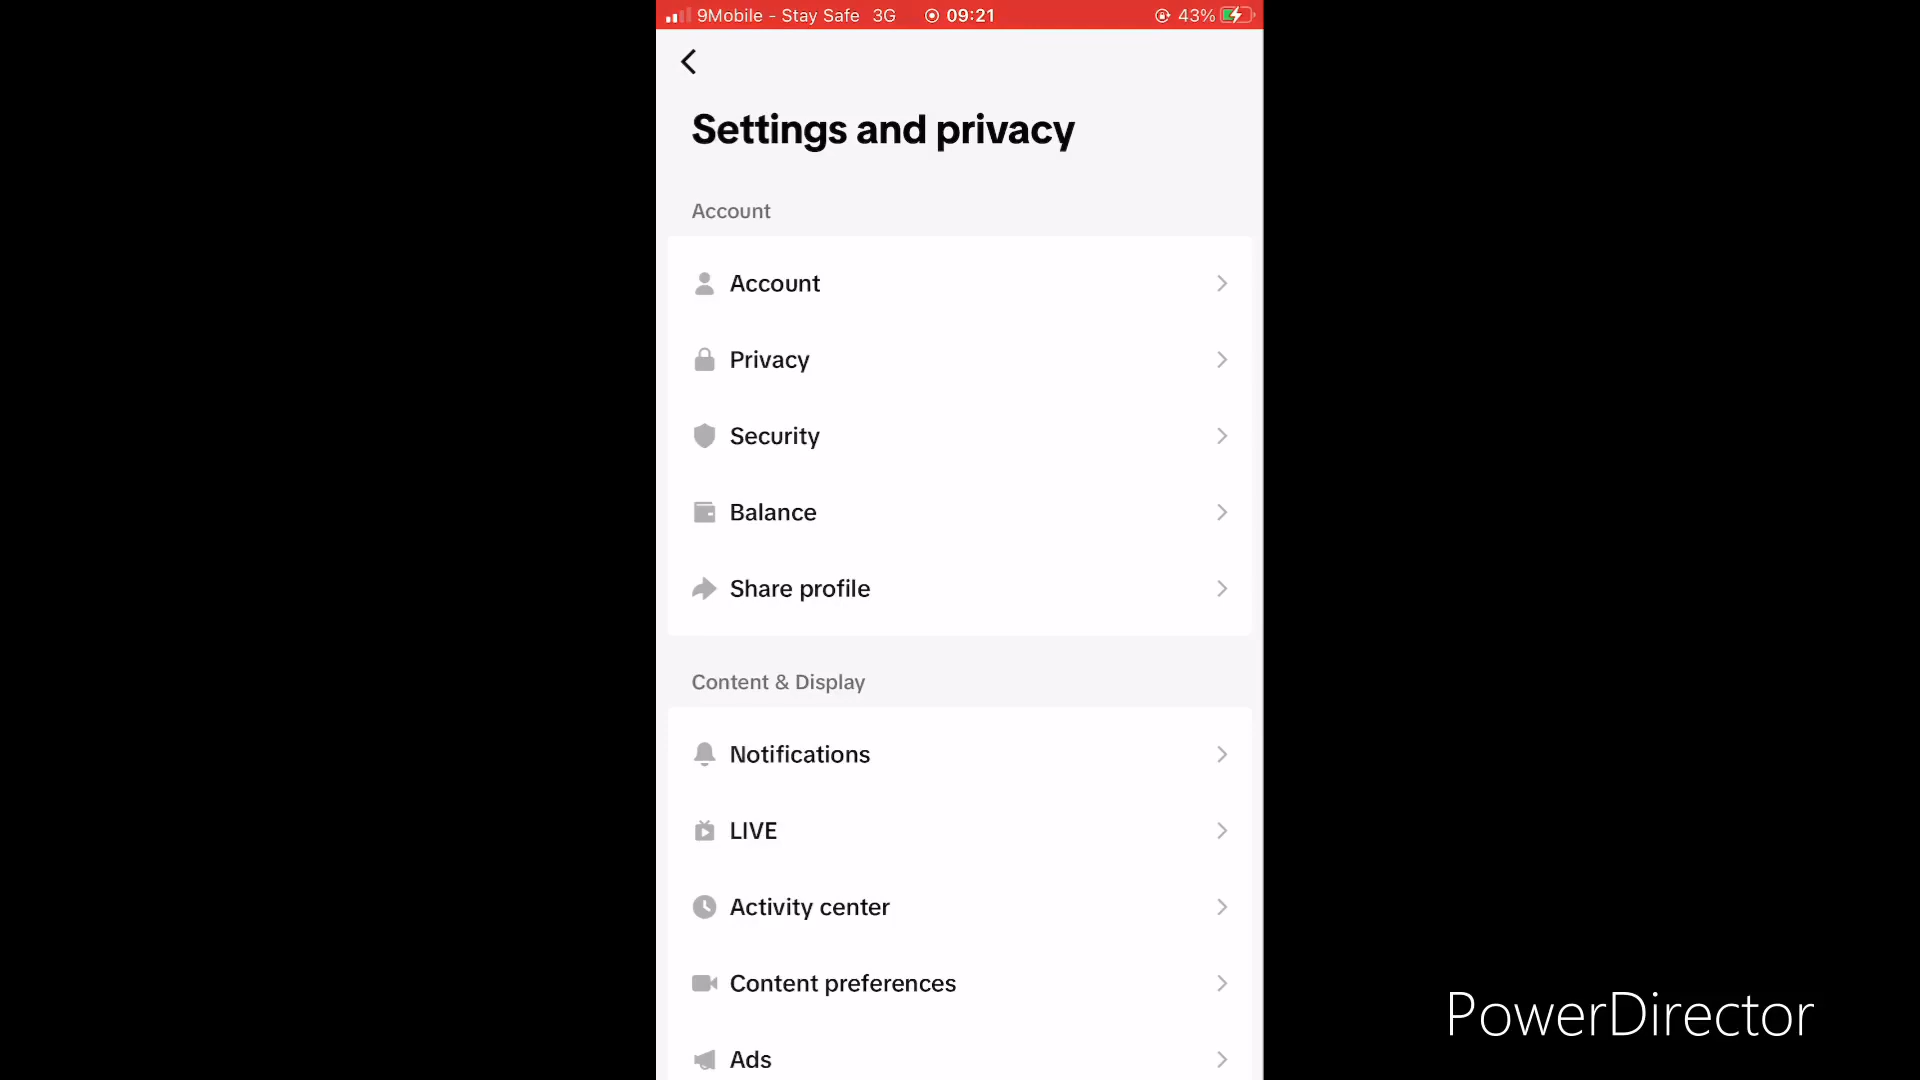 9Mobile - Stay Safe 3G 09:21 43%
Settings and privacy
Account
Account
Privacy
Security
Balance
Share profile
Content & Display
Notifications
LIVE
Activity center
Content preferences
Ads
PowerDirector